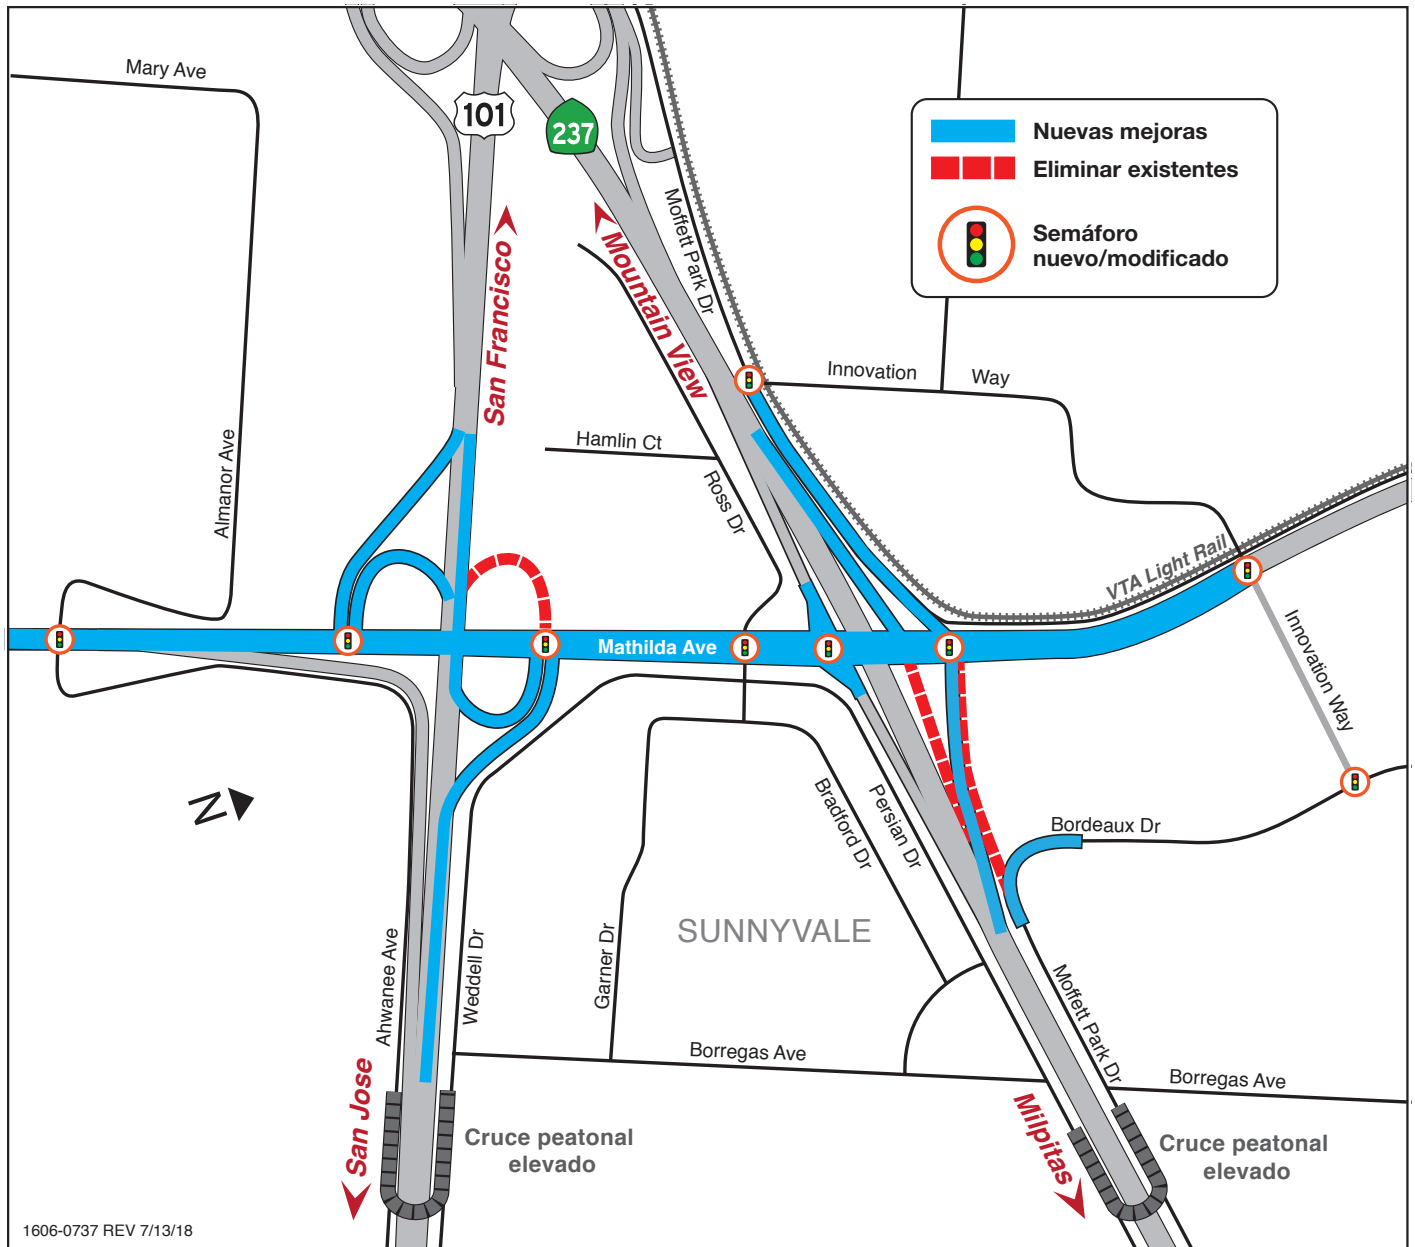 Mary Ave
101
237
Nuevas mejoras
Eliminar existentes
Semáforo
nuevo/modificado
Moffett Park Dr
San Francisco
Mountain View
Innovation Way
Hamlin Ct
Almanor Ave
Ross Dr
VTA Light Rail
Mathilda Ave
Innovation Way
N
Bradford Dr
Persian Dr
Bordeaux Dr
SUNNYVALE
Ahwanee Ave
Weddell Dr
Garner Dr
Moffett Park Dr
Borregas Ave
Borregas Ave
San Jose
Milpitas
Cruce peatonal
elevado
Cruce peatonal
elevado
1606-0737 REV 7/13/18